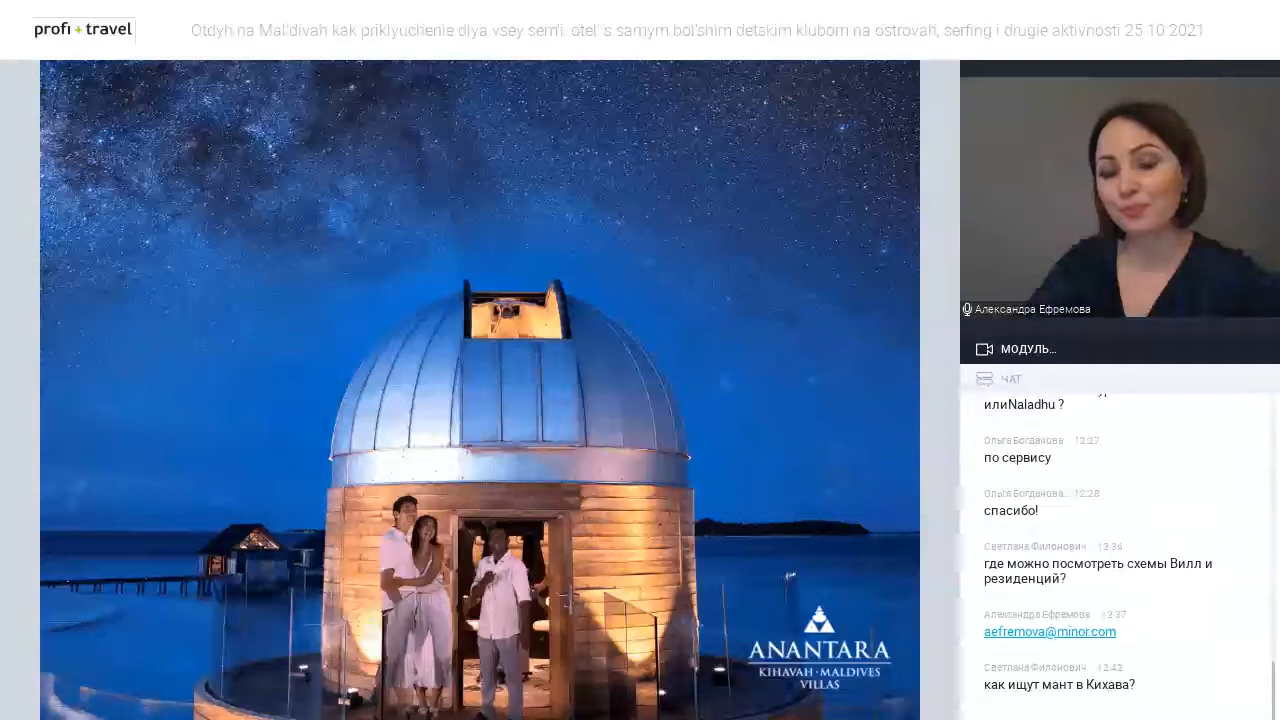 profi + travel
Otdyh na Mal'divah kak priklyuchenie dlya vsey sem'i: otel' s samym bol'shim detskim klubom na ostrovah, serfing i drugie aktivnosti 25 10 2021
Александра Ефремова
МОДУЛЬ...
ЧАТ
илиNaladhu ?
Ольга Богданова 12:27
по сервису
Ольга Богданова 12:28
спасибо!
Светлана Филонович 12:36
где можно посмотреть схемы Вилл и
резиденций?
Александра Ефремова 12:37
aefremova@minor.com
Светлана Филонович 12:42
как ищут мант в Кихава?
ANANTARA
KIHAVAH · MALDIVES
VILLAS